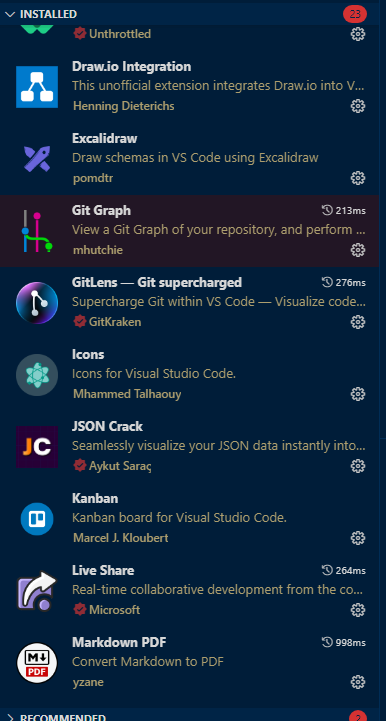 INSTALLED
23
Unthrottled
Draw.io Integration
This unofficial extension integrates Draw.io into V...
Henning Dieterichs
Excalidraw
Draw schemas in VS Code using Excalidraw
pomdtr
Git Graph
213ms
View a Git Graph of your repository, and perform ...
mhutchie
GitLens — Git supercharged
276ms
Supercharge Git within VS Code — Visualize code...
GitKraken
Icons
Icons for Visual Studio Code.
Mhammed Talhaouy
JC
JSON Crack
Seamlessly visualize your JSON data instantly into...
Aykut Saraç
Kanban
Kanban board for Visual Studio Code.
Marcel J. Kloubert
Live Share
264ms
Real-time collaborative development from the co...
Microsoft
M
PDF
Markdown PDF
998ms
Convert Markdown to PDF
yzane
RECOMMENDED
2